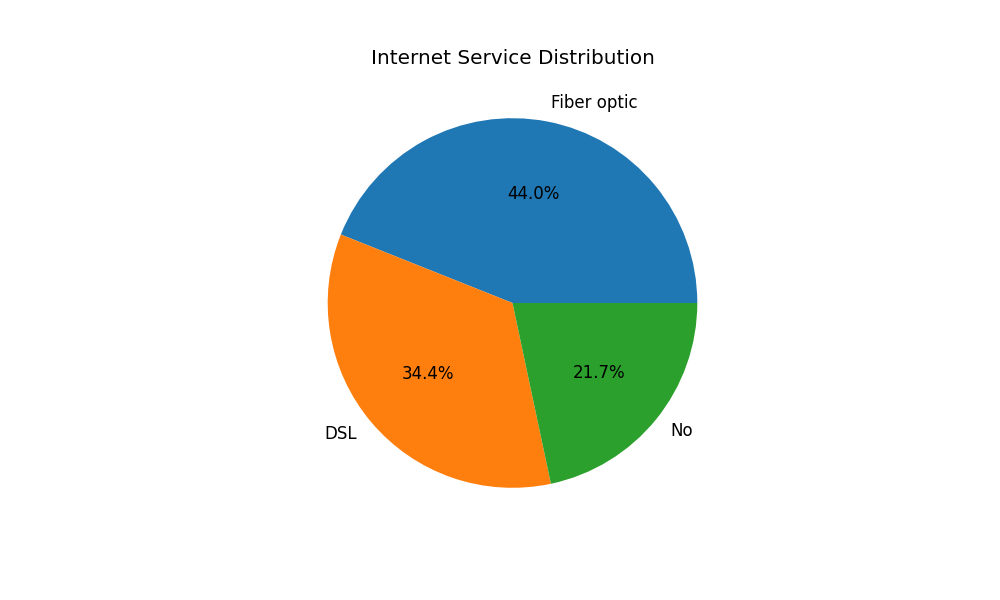 Internet Service Distribution
Fiber optic
44.0%
34.4%
21.7%
DSL
No